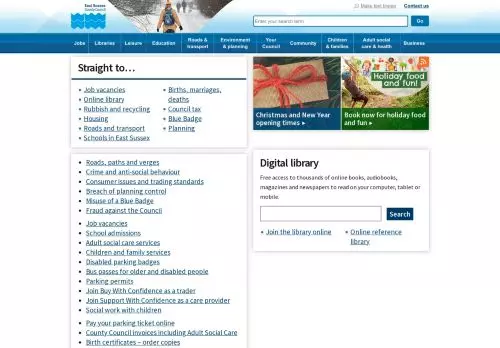 East Sussex
County Council
Make text bigger
Contact us
Enter your search term
Go
Jobs
Libraries
Leisure
Education
Roads &
transport
Environment
& planning
Your
Council
Community
Children
& families
Adult social
care & health
Business
Straight to…
Job vacancies
Online library
Rubbish and recycling
Housing
Roads and transport
Schools in East Sussex
Births, marriages,
deaths
Council tax
Blue Badge
Planning
Christmas and New Year
opening times ▸
Holiday food
and fun!
Book now for holiday food
and fun ▸
Roads, paths and verges
Crime and anti-social behaviour
Consumer issues and trading standards
Breach of planning control
Misuse of a Blue Badge
Fraud against the Council
Job vacancies
School admissions
Adult social care services
Children and family services
Disabled parking badges
Bus passes for older and disabled people
Parking permits
Join Buy With Confidence as a trader
Join Support With Confidence as a care provider
Social work with children
Pay your parking ticket online
County Council invoices including Adult Social Care
Birth certificates – order copies
Digital library
Free access to thousands of online books, audiobooks,
magazines and newspapers to read on your computer, tablet or
mobile.
Search
Join the library online
Online reference
library